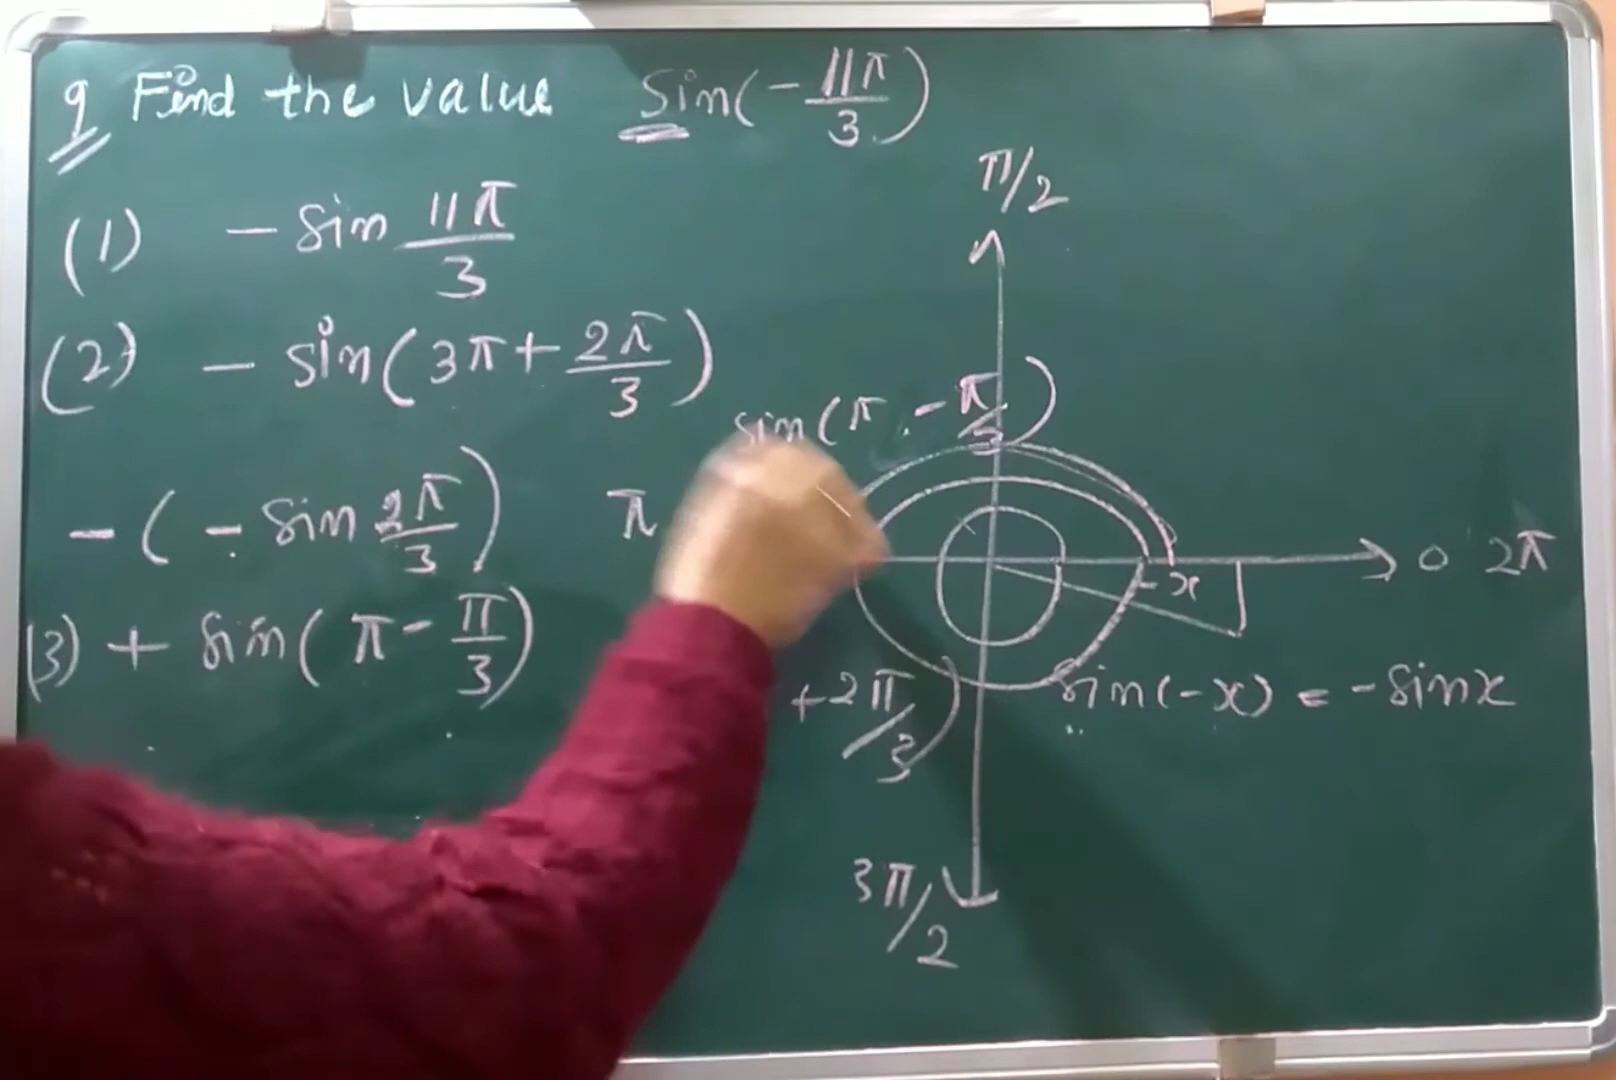 q Find the value Sin(-11π/3)
(1) - sin 11π/3
(2) - sin(3π + 2π/3)
- ( - sin 2π/3)
(3) + sin(π - π/3)
π/2
sin(π - π/3)
π
0 2π
-x
+2π/3)
sin(-x) = - sinx
3π/2